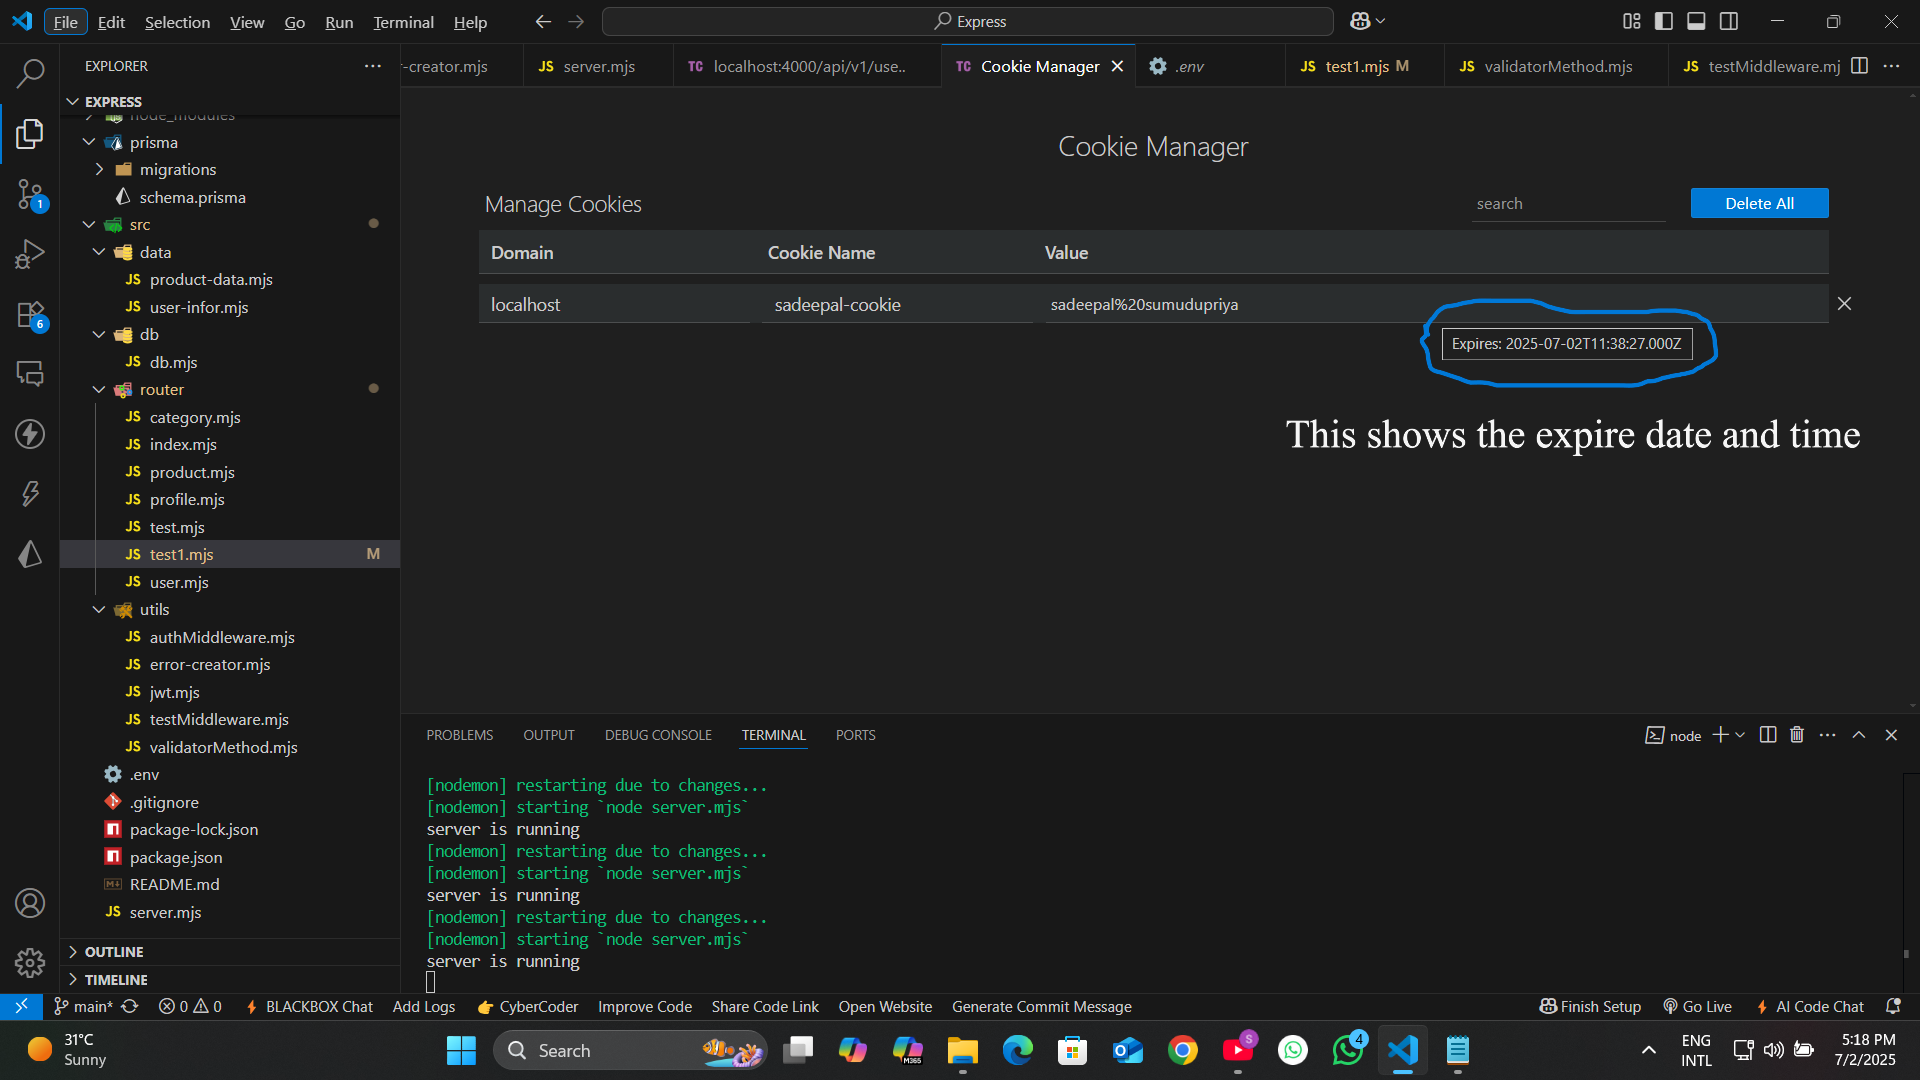 File Edit Selection View Go Run Terminal Help
Express
EXPLORER
r-creator.mjs
JS server.mjs
TC localhost:4000/api/v1/use..
TC Cookie Manager
.env
JS test1.mjs M
JS validatorMethod.mjs
JS testMiddleware.mj
EXPRESS
node_modules
prisma
migrations
schema.prisma
src
data
JS product-data.mjs
JS user-infor.mjs
db
JS db.mjs
router
JS category.mjs
JS index.mjs
JS product.mjs
JS profile.mjs
JS test.mjs
JS test1.mjs M
JS user.mjs
utils
JS authMiddleware.mjs
JS error-creator.mjs
JS jwt.mjs
JS testMiddleware.mjs
JS validatorMethod.mjs
.env
.gitignore
package-lock.json
package.json
README.md
JS server.mjs
OUTLINE
TIMELINE
1
6
Cookie Manager
Manage Cookies
search
Delete All
Domain Cookie Name Value
localhost sadeepal-cookie sadeepal%20sumudupriya
Expires: 2025-07-02T11:38:27.000Z
This shows the expire date and time
PROBLEMS OUTPUT DEBUG CONSOLE TERMINAL PORTS
node
[nodemon] restarting due to changes...
[nodemon] starting `node server.mjs`
server is running
[nodemon] restarting due to changes...
[nodemon] starting `node server.mjs`
server is running
[nodemon] restarting due to changes...
[nodemon] starting `node server.mjs`
server is running
main* 0 0 BLACKBOX Chat Add Logs CyberCoder Improve Code Share Code Link Open Website Generate Commit Message
Finish Setup Go Live AI Code Chat
31°C
Sunny
Search
M365
S
4
ENG
INTL
5:18 PM
7/2/2025